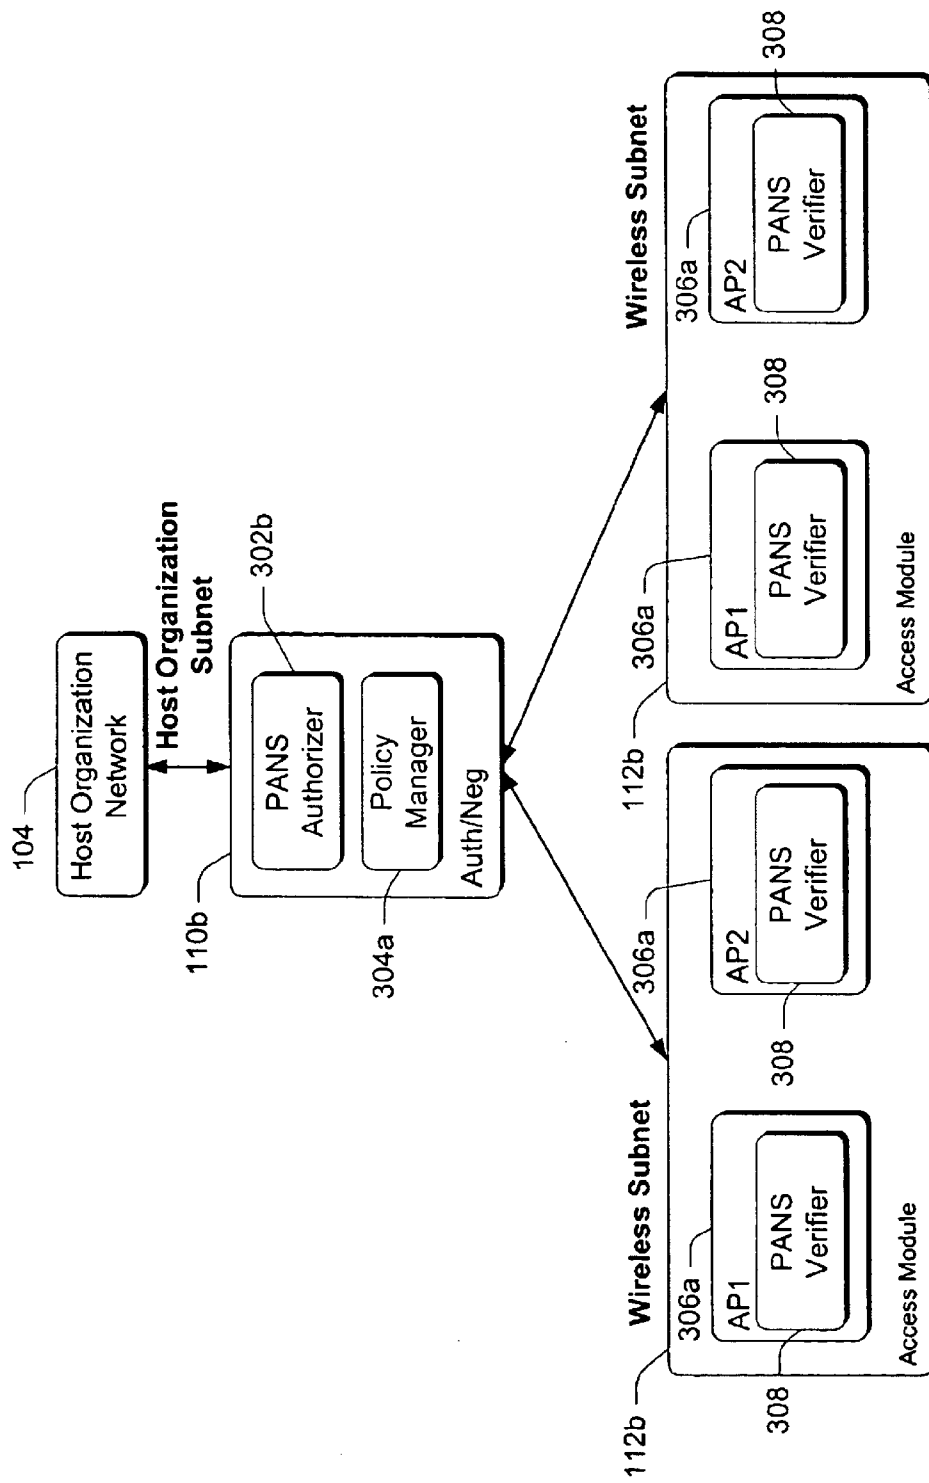 104
Host Organization
Network
Host Organization
Subnet
110b
302b
PANS
Authorizer
Policy
Manager
304a
Auth/Neg
Wireless Subnet
112b
306a
AP1
PANS
Verifier
308
306a
AP2
PANS
Verifier
308
Access Module
Wireless Subnet
112b
306a
AP1
PANS
Verifier
308
306a
AP2
PANS
Verifier
308
Access Module